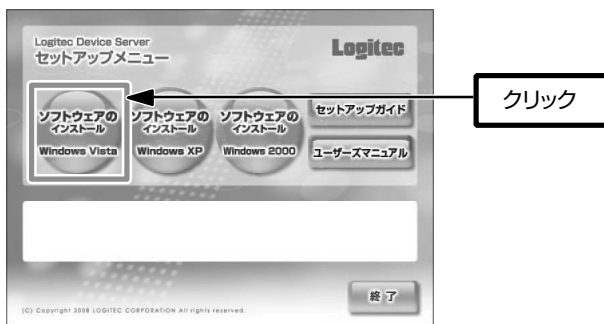 Logitec Device Server
セットアップメニュー
Logitec
ソフトウェアの
インストール
Windows Vista
ソフトウェアの
インストール
Windows XP
ソフトウェアの
インストール
Windows 2000
セットアップガイド
ユーザーズマニュアル
クリック
終了
(C) Copyright 2008 LOGITEC CORPORATION All rights reserved.